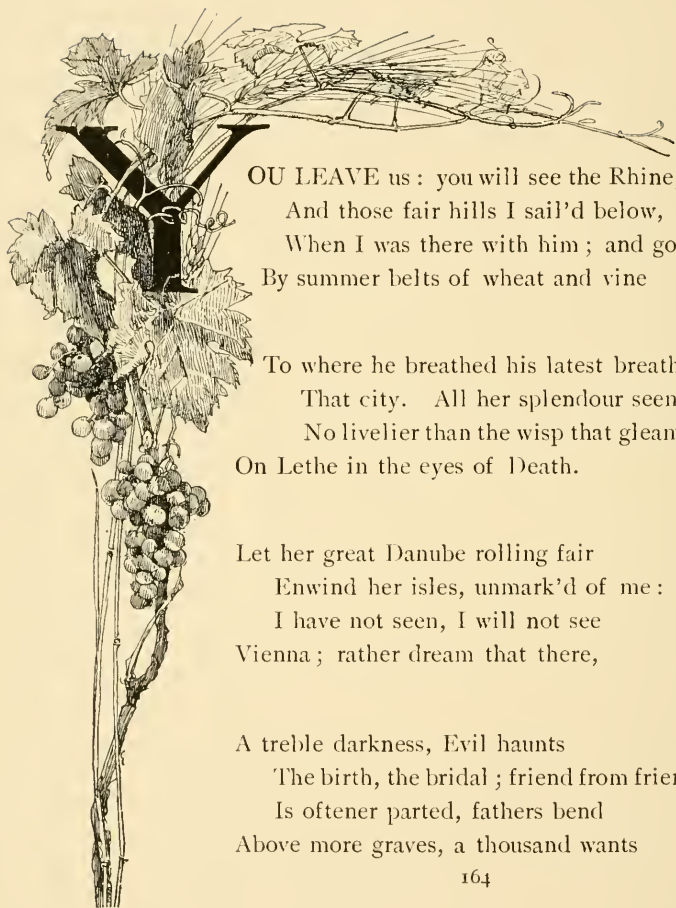 YOU LEAVE us : you will see the Rhine
And those fair hills I sail'd below,
When I was there with him ; and go
By summer belts of wheat and vine
To where he breathed his latest breath
That city. All her splendour seem
No livelier than the wisp that gleam
On Lethe in the eyes of Death.
Let her great Danube rolling fair
Enwind her isles, unmark'd of me :
I have not seen, I will not see
Vienna ; rather dream that there,
A treble darkness, Evil haunts
The birth, the bridal ; friend from frien
Is oftener parted, fathers bend
Above more graves, a thousand wants
164